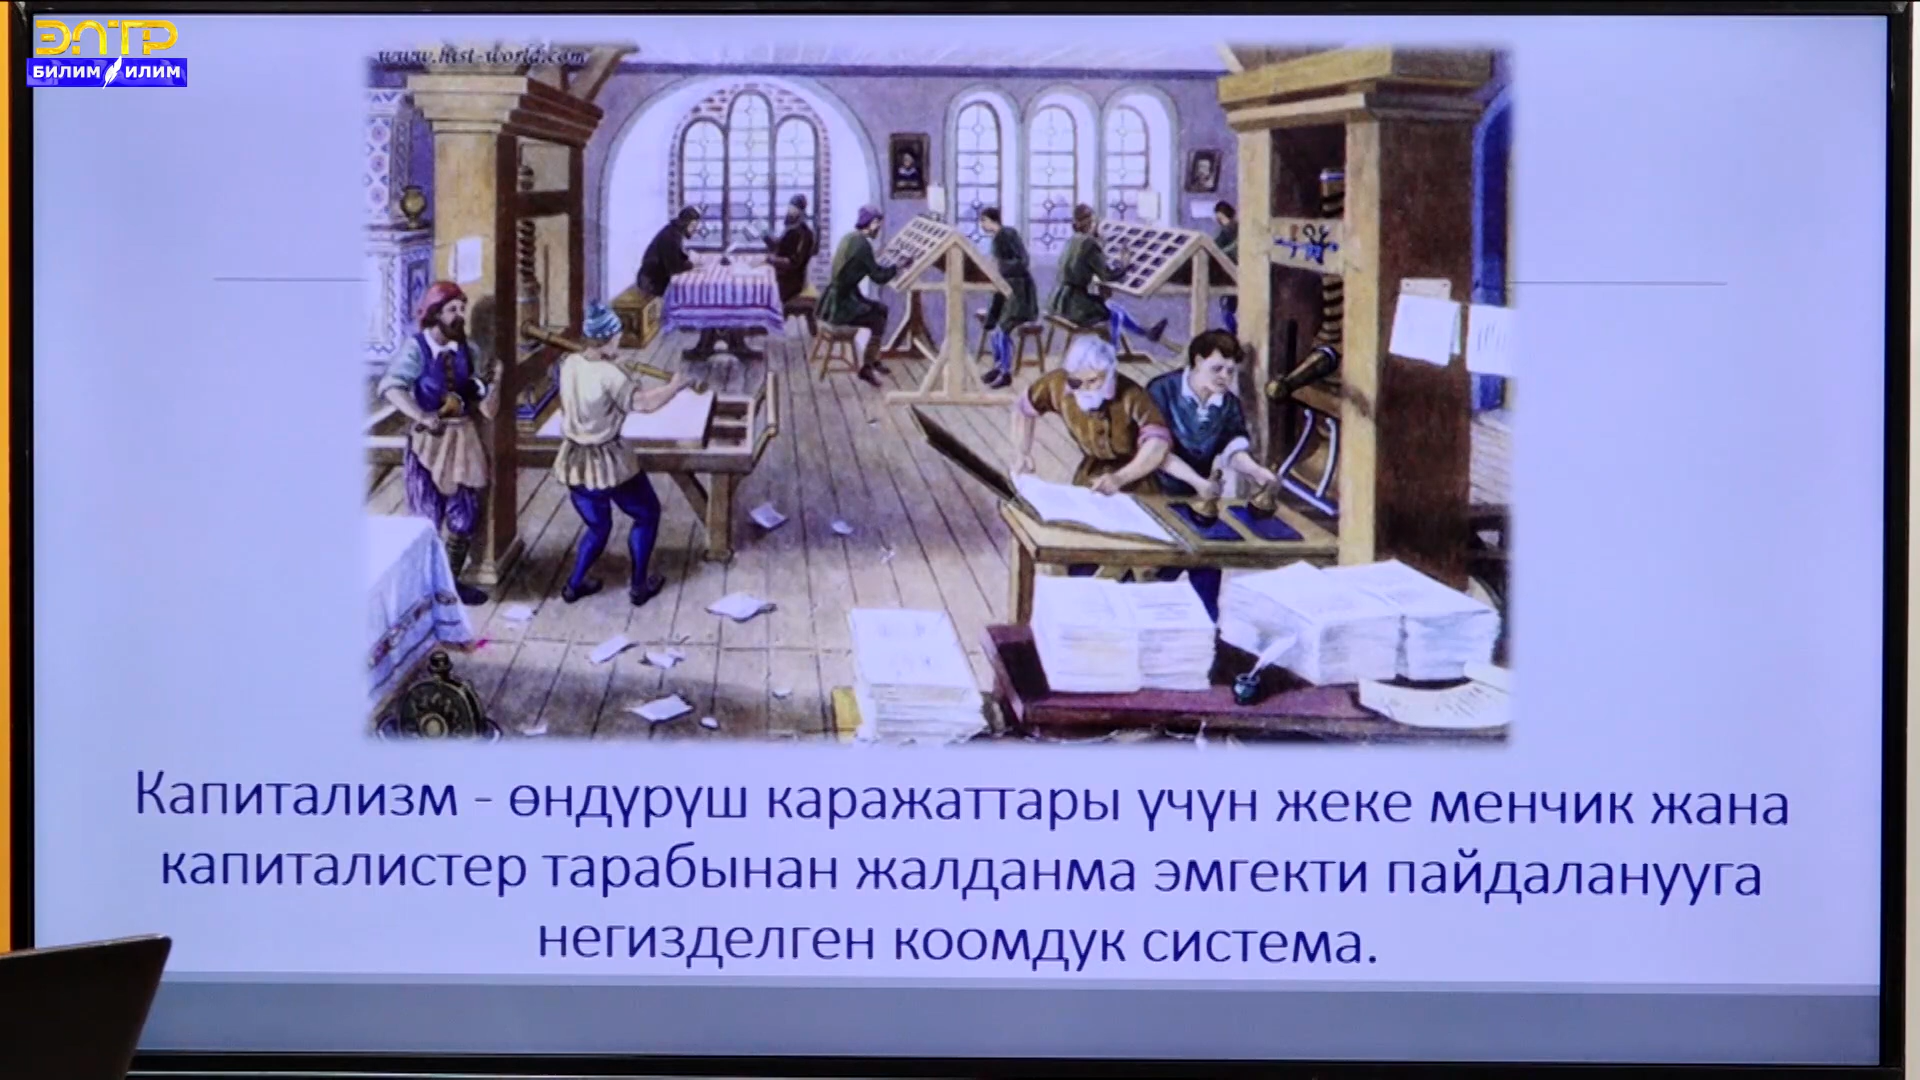 ЭЛТР
БИЛИМ ИЛИМ
www.hist-world.com
Капитализм - өндүрүш каражаттары үчүн жеке менчик жана
капиталистер тарабынан жалданма эмгекти пайдаланууга
негизделген коомдук система.